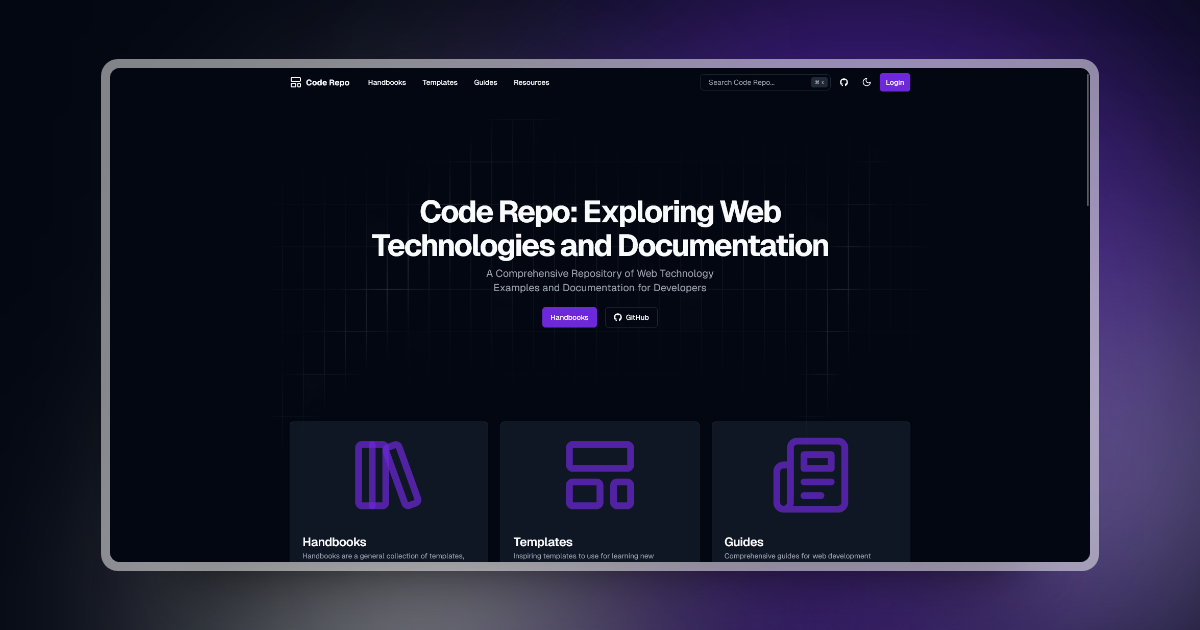 Code Repo Handbooks Templates Guides Resources Search Code Repo... ⌘ K Login
Code Repo: Exploring Web
Technologies and Documentation
A Comprehensive Repository of Web Technology
Examples and Documentation for Developers
Handbooks GitHub
Handbooks
Handbooks are a general collection of templates,
Templates
Inspiring templates to use for learning new
Guides
Comprehensive guides for web development